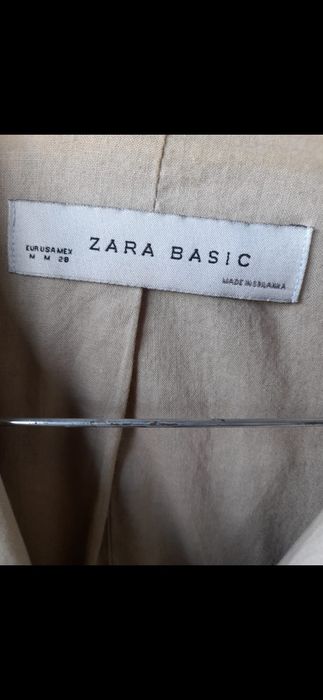 EUR USA MEX
M M 28
ZARA BASIC
MADE IN SRI LANKA